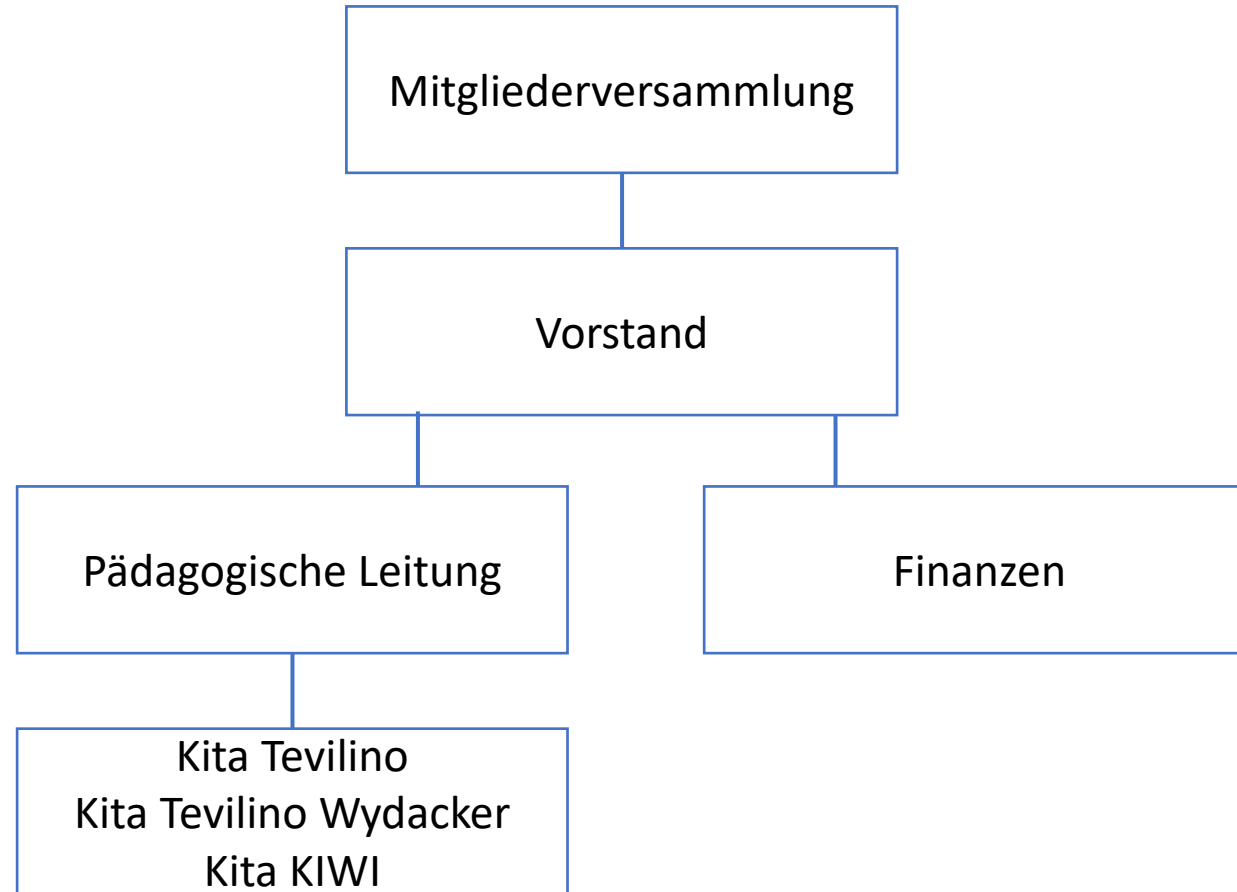 Mitgliederversammlung
Vorstand
Pädagogische Leitung
Finanzen
Kita Tevilino
Kita Tevilino Wydacker
Kita KIWI